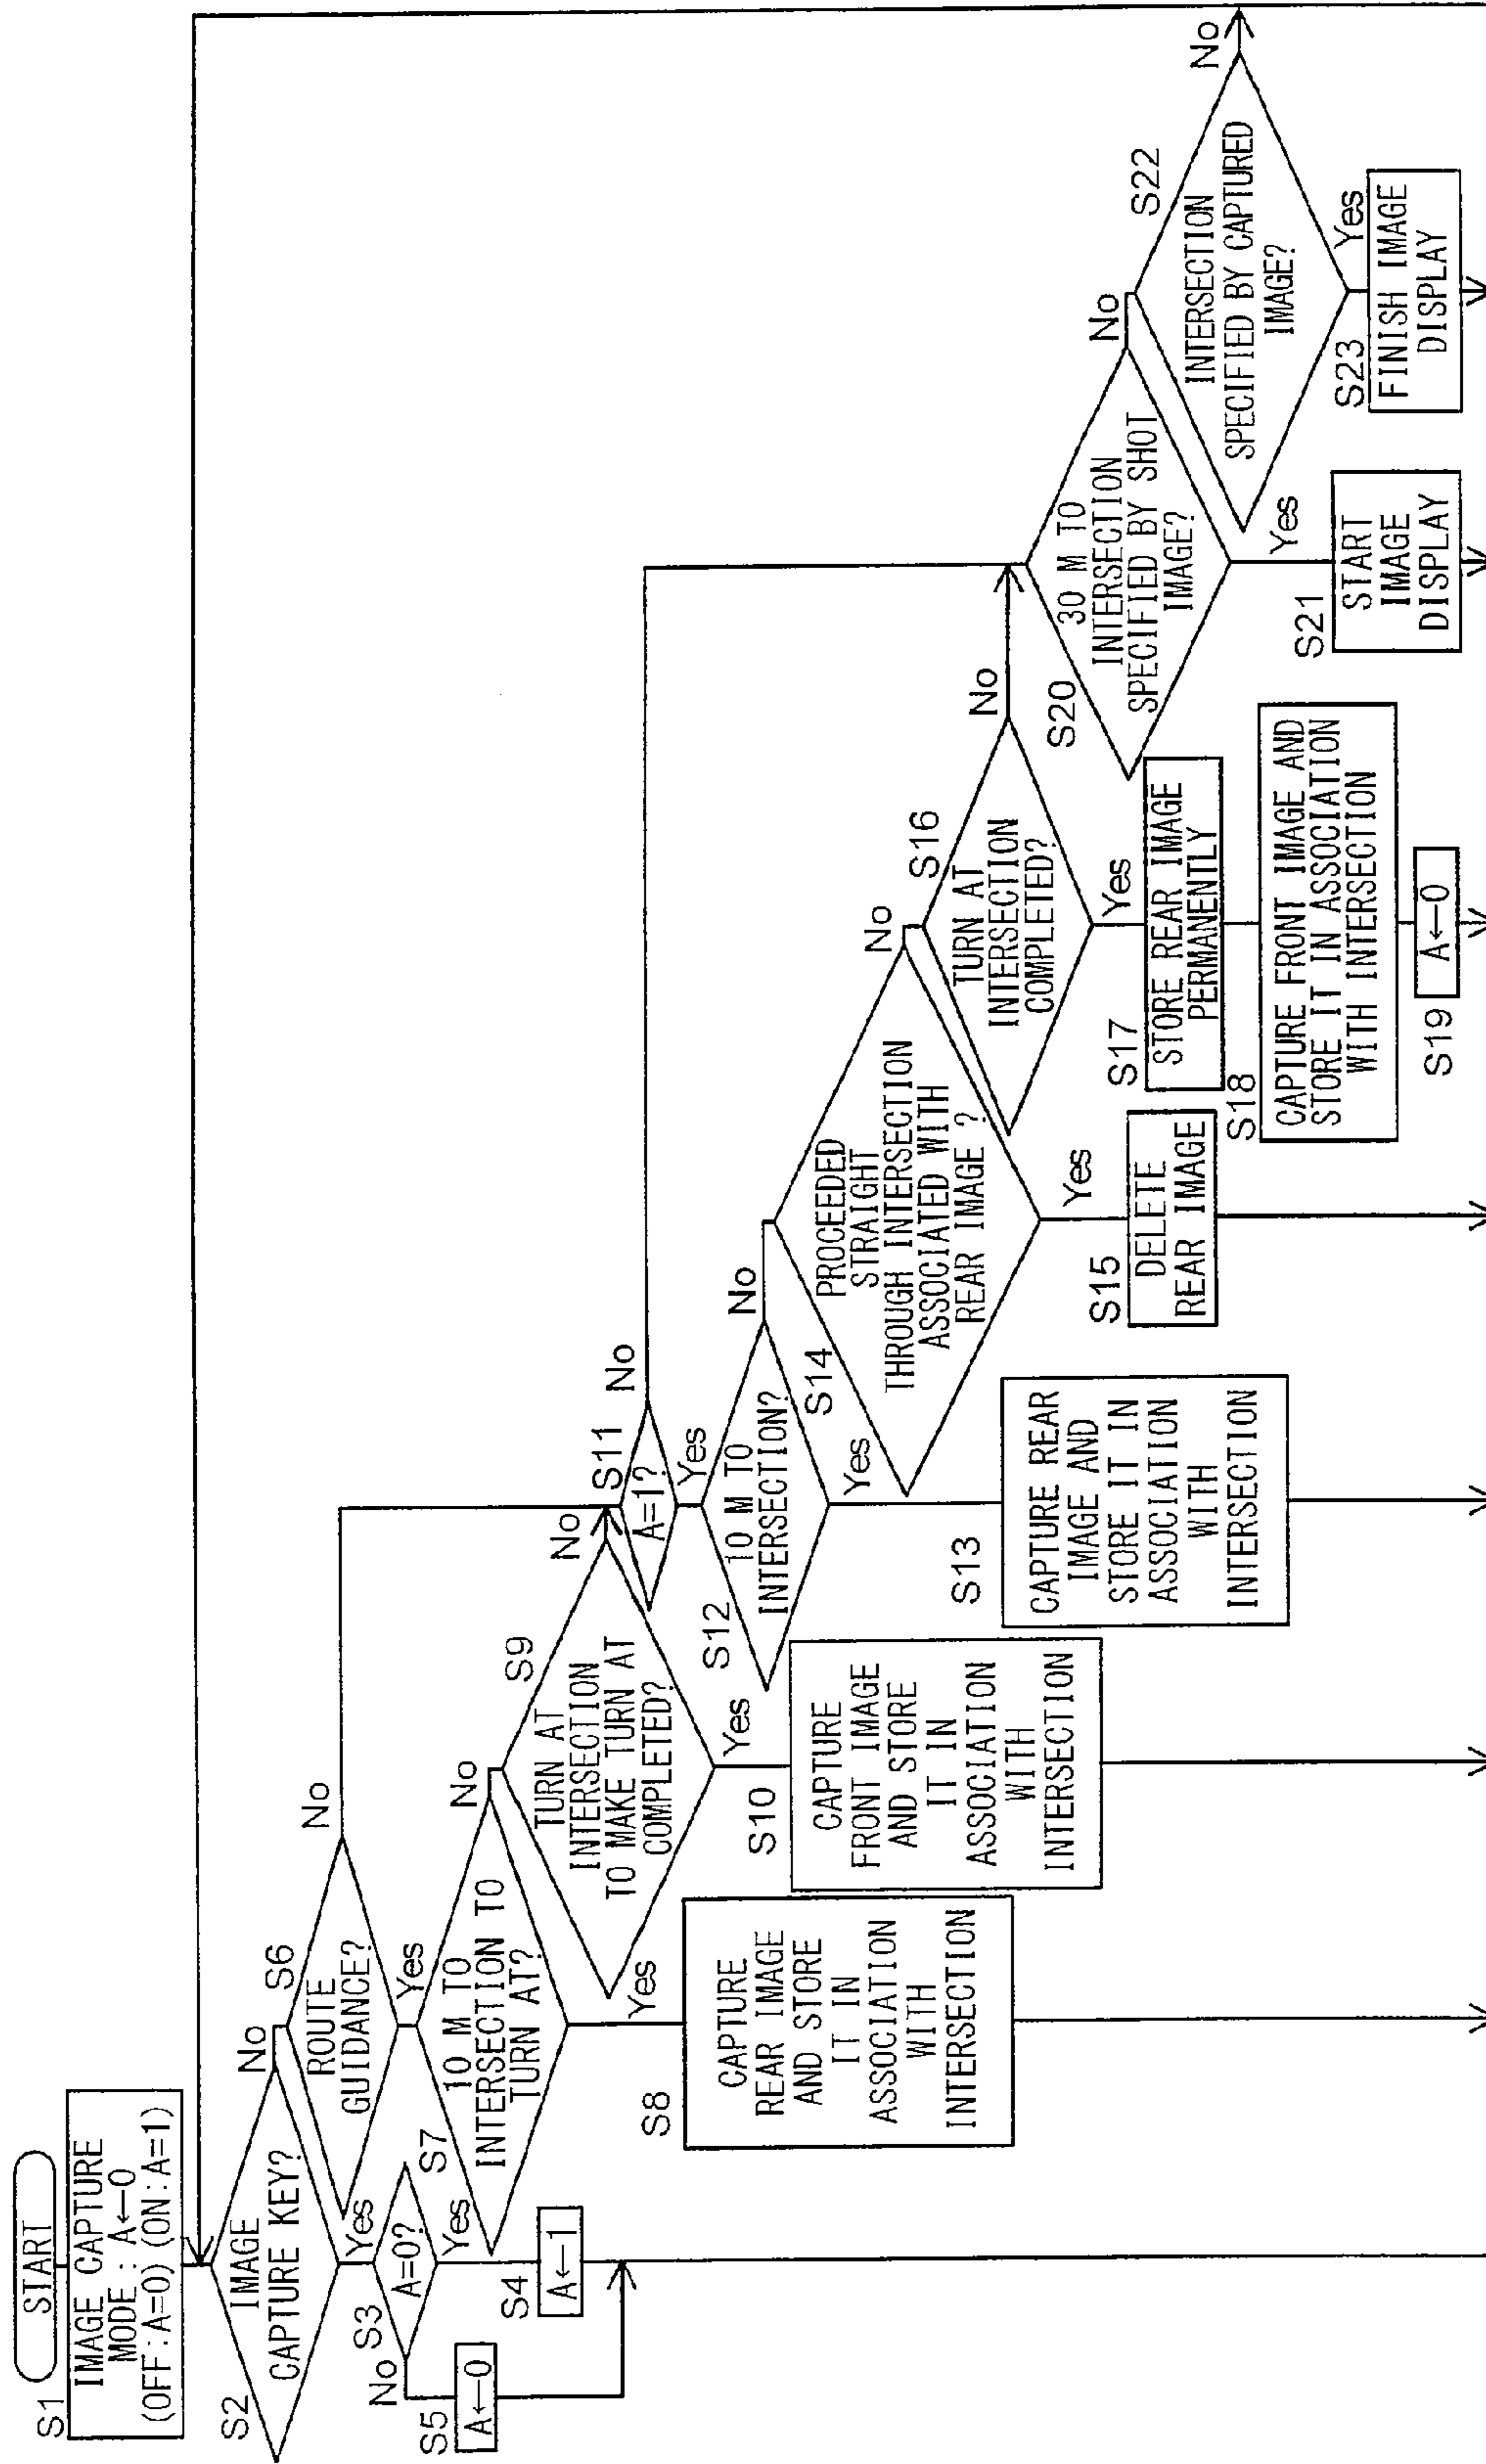 START
S1
IMAGE CAPTURE
MODE : A←0
(OFF:A=0) (ON:A=1)
S2
IMAGE
CAPTURE KEY?
No
Yes
S3
A=0?
No
Yes
S4
A←1
S5
A←0
S6
ROUTE
GUIDANCE?
No
Yes
S7
10 M TO
INTERSECTION TO
TURN AT?
No
Yes
S8
CAPTURE
REAR IMAGE
AND STORE
IT IN
ASSOCIATION
WITH
INTERSECTION
S9
TURN AT
INTERSECTION
TO MAKE TURN AT
COMPLETED?
No
Yes
S10
CAPTURE
FRONT IMAGE
AND STORE
IT IN
ASSOCIATION
WITH
INTERSECTION
S11
A=1?
No
Yes
S12
10 M TO
INTERSECTION?
No
Yes
S13
CAPTURE REAR
IMAGE AND
STORE IT IN
ASSOCIATION
WITH
INTERSECTION
S14
PROCEEDED
STRAIGHT
THROUGH INTERSECTION
ASSOCIATED WITH
REAR IMAGE ?
No
Yes
S15
DELETE
REAR IMAGE
S16
TURN AT
INTERSECTION
COMPLETED?
No
Yes
S17
STORE REAR IMAGE
PERMANENTLY
S18
CAPTURE FRONT IMAGE AND
STORE IT IN ASSOCIATION
WITH INTERSECTION
S19
A←0
S20
30 M TO
INTERSECTION
SPECIFIED BY SHOT
IMAGE?
No
Yes
S21
START
IMAGE
DISPLAY
S22
INTERSECTION
SPECIFIED BY CAPTURED
IMAGE?
No
Yes
S23
FINISH IMAGE
DISPLAY